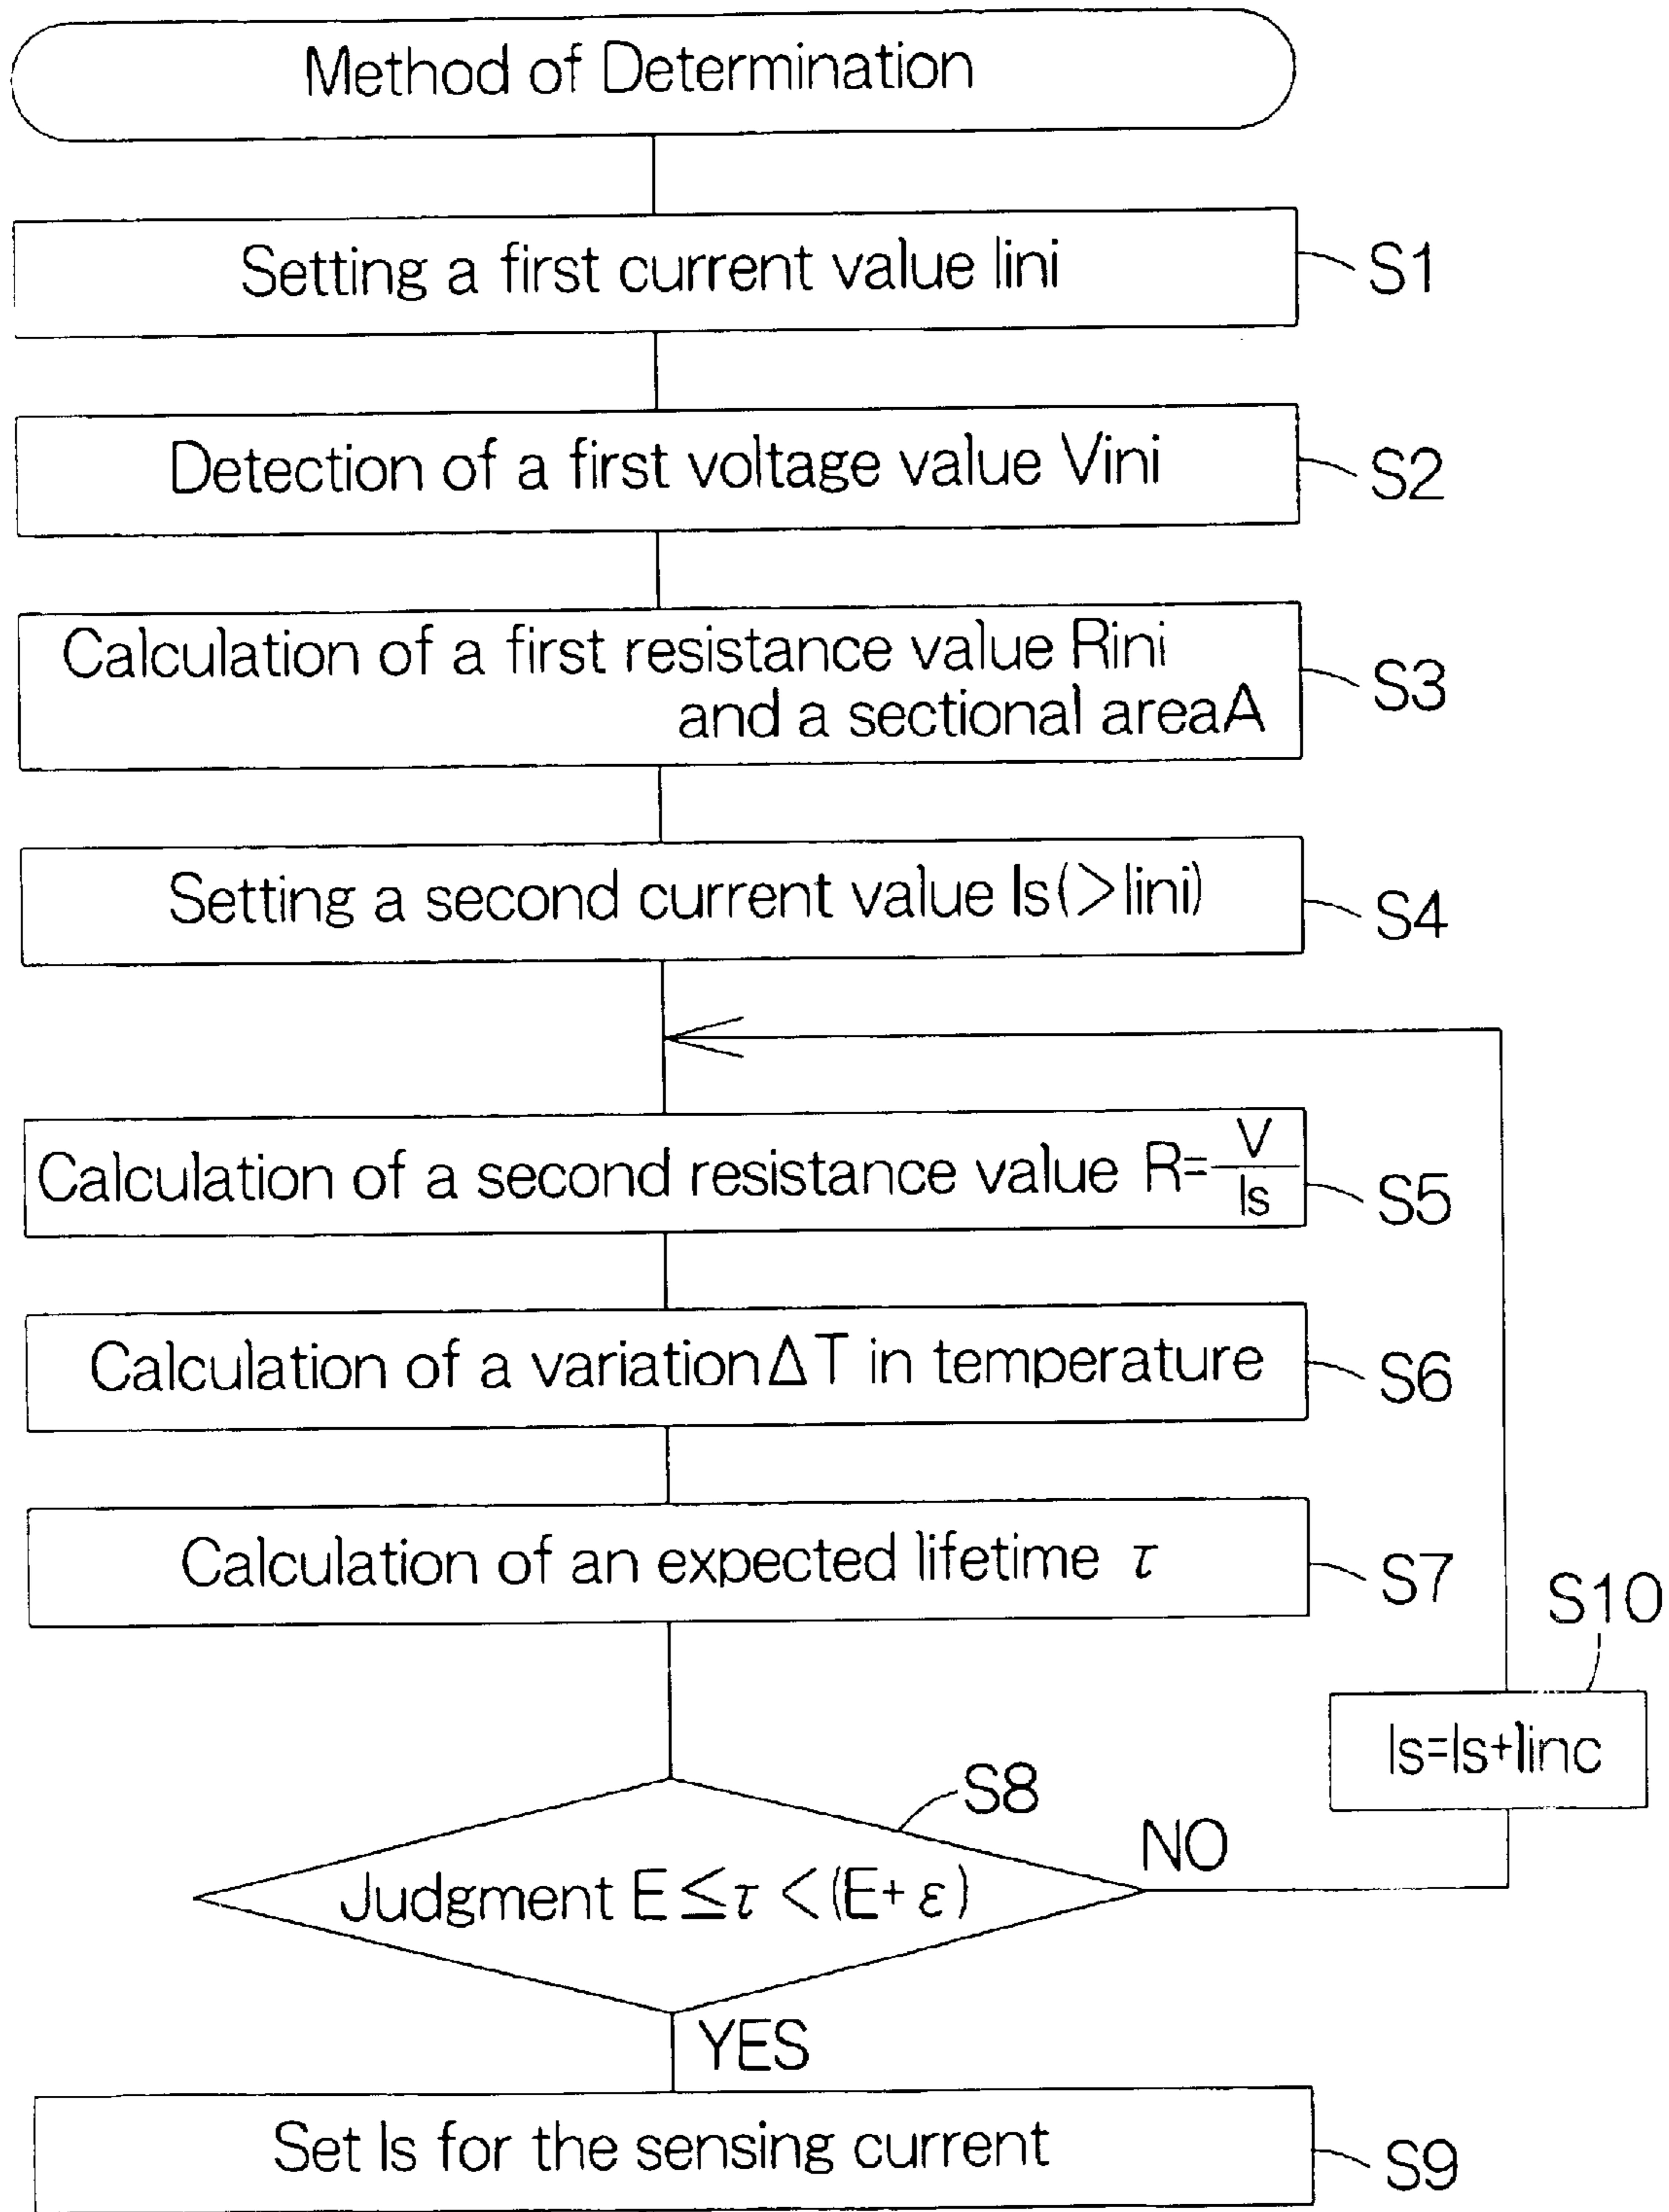 Method of Determination
Setting a first current value Iini
S1
Detection of a first voltage value Vini
S2
Calculation of a first resistance value Rini
and a sectional area A
S3
Setting a second current value Is(>Iini)
S4
Calculation of a second resistance value R=V/Is
S5
Calculation of a variation ΔT in temperature
S6
Calculation of an expected lifetime τ
S7
S10
Is=Is+Iinc
S8
Judgment E≦τ<(E+ε)
NO
YES
Set Is for the sensing current
S9